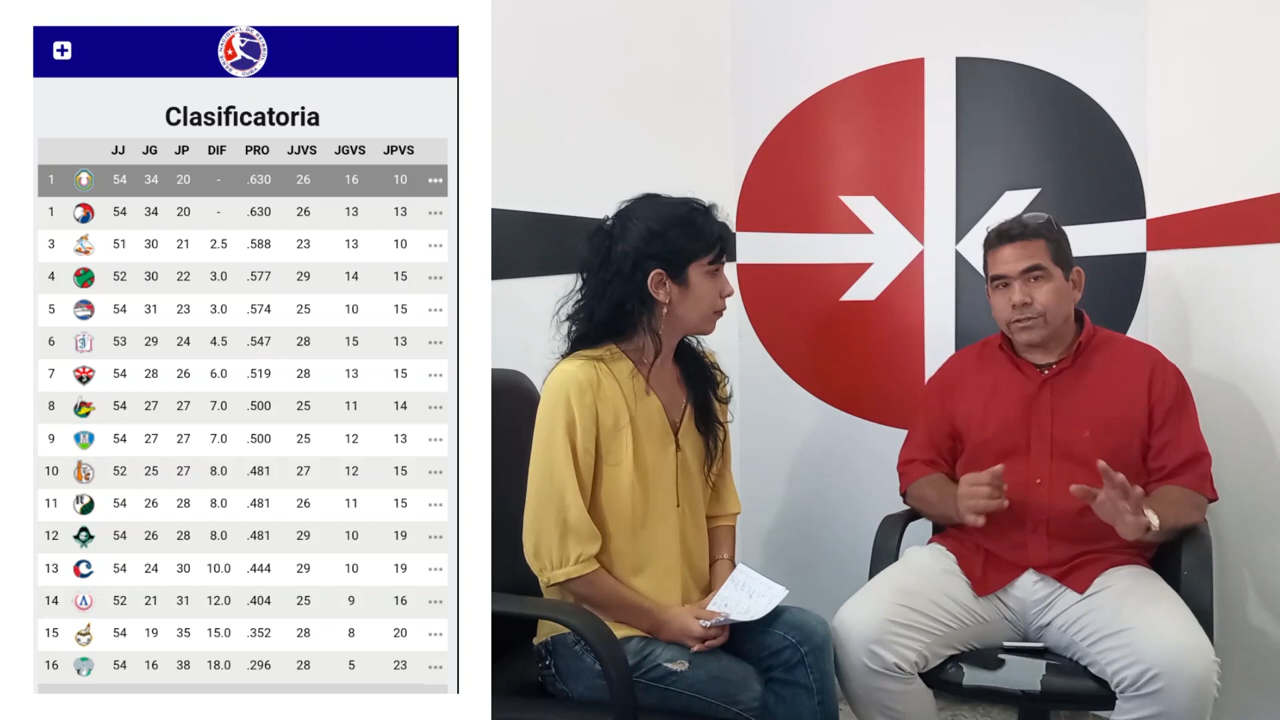 Clasificatoria
JJ JG JP DIF PRO JJVS JGVS JPVS
1 54 34 20 - .630 26 16 10
1 54 34 20 - .630 26 13 13
3 51 30 21 2.5 .588 23 13 10
4 52 30 22 3.0 .577 29 14 15
5 54 31 23 3.0 .574 25 10 15
6 53 29 24 4.5 .547 28 15 13
7 54 28 26 6.0 .519 28 13 15
8 54 27 27 7.0 .500 25 11 14
9 54 27 27 7.0 .500 25 12 13
10 52 25 27 8.0 .481 27 12 15
11 54 26 28 8.0 .481 26 11 15
12 54 26 28 8.0 .481 29 10 19
13 54 24 30 10.0 .444 29 10 19
14 52 21 31 12.0 .404 25 9 16
15 54 19 35 15.0 .352 28 8 20
16 54 16 38 18.0 .296 28 5 23